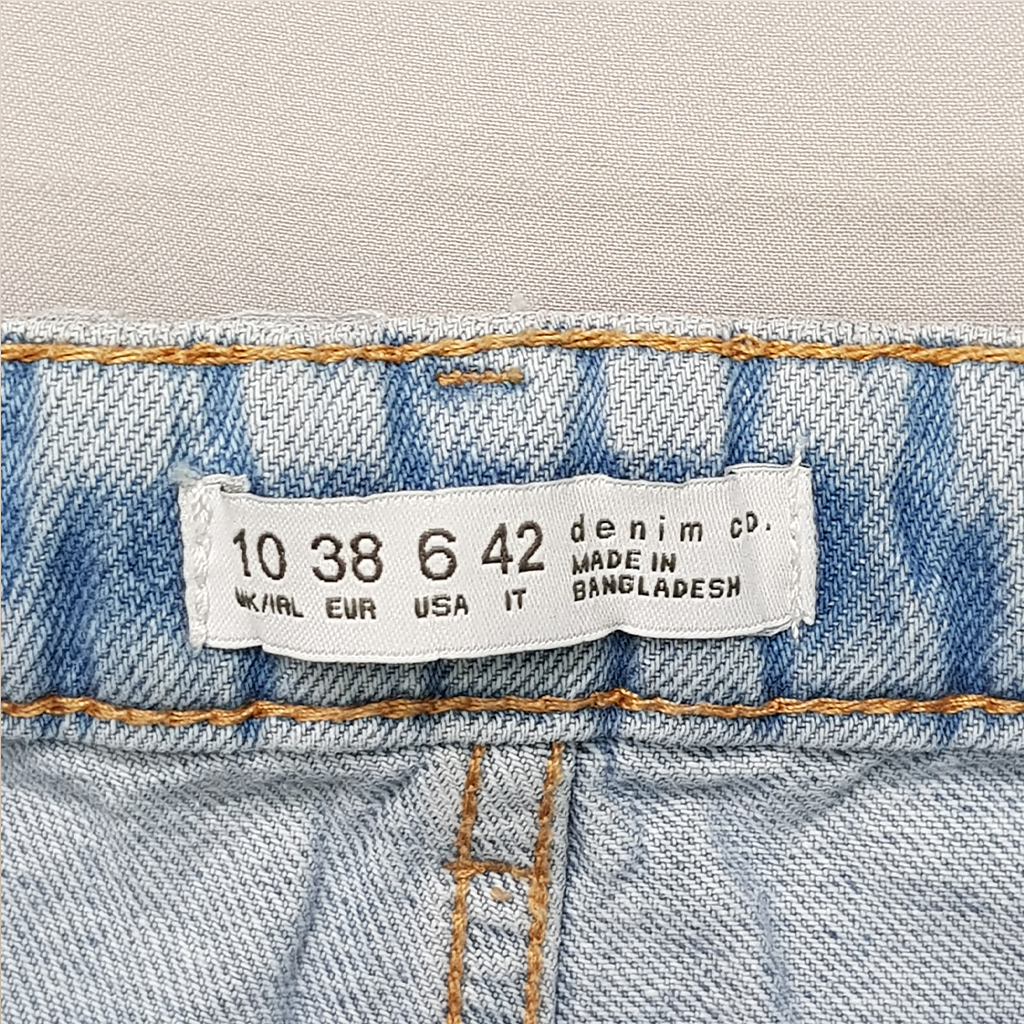 10 38 6 42 denim co.
UK/IRL EUR USA IT MADE IN
BANGLADESH